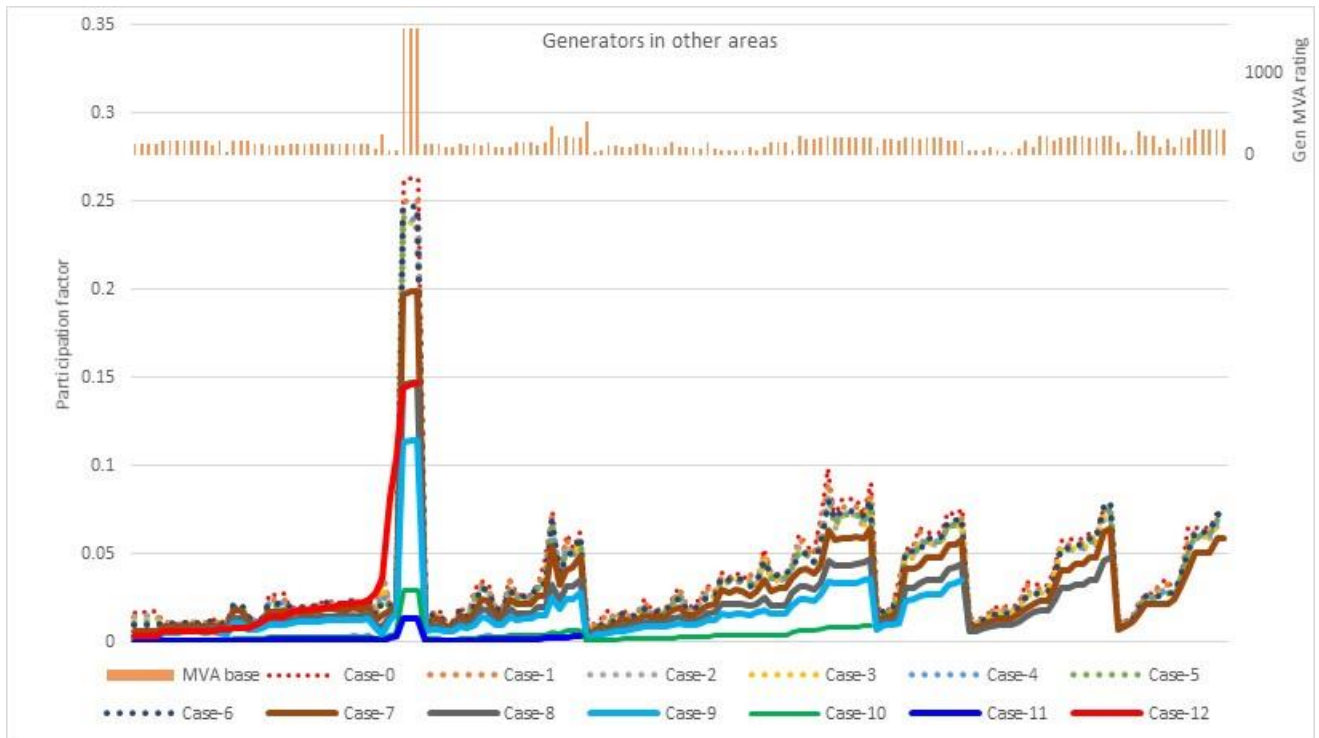 0.35
Generators in other areas
1000
0.3
0
Gen MVA rating
0.25
0.2
Participation factor
0.15
0.1
0.05
0
MVA base
Case-0
Case-1
Case-2
Case-3
Case-4
Case-5
Case-6
Case-7
Case-8
Case-9
Case-10
Case-11
Case-12